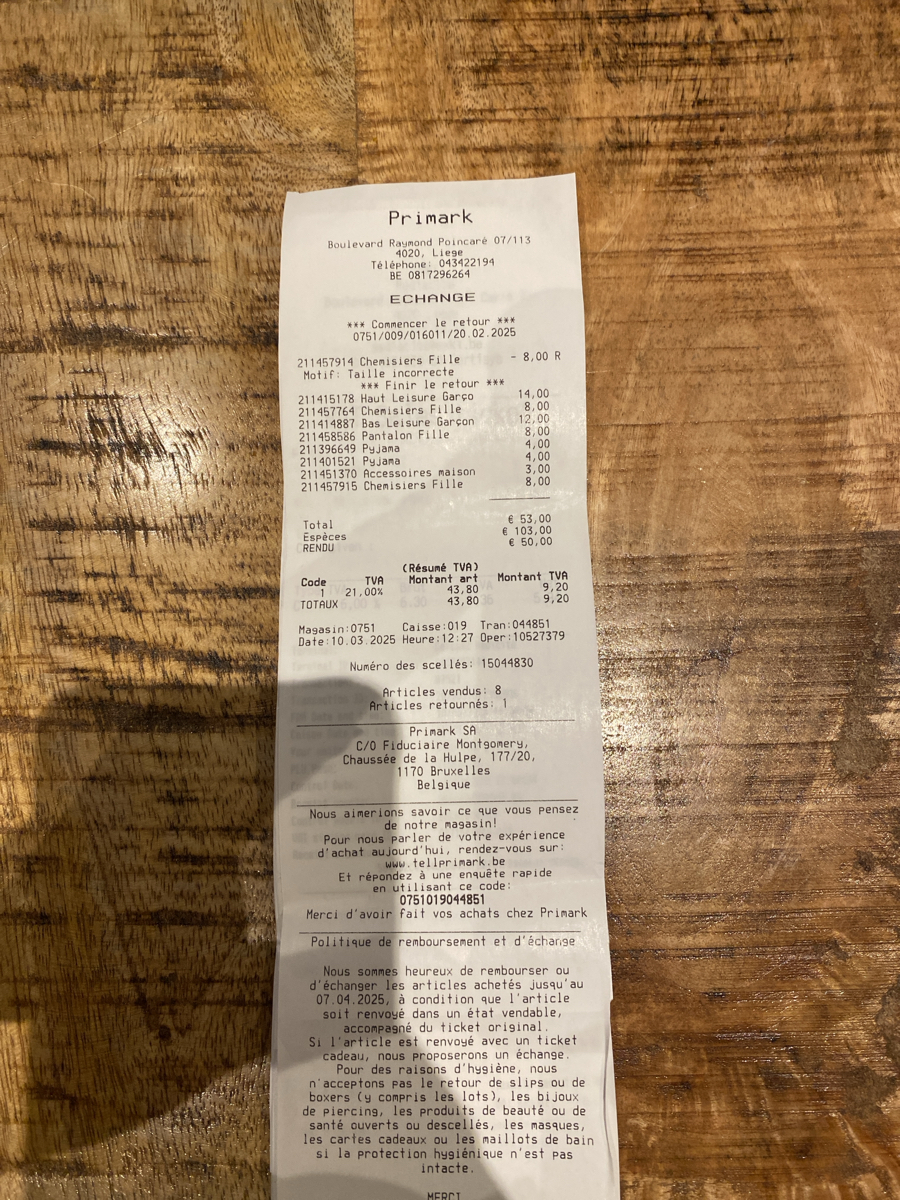 Primark
Boulevard Raymond Poincaré 07/113
4020, Liege
Téléphone: 043422194
BE 0817296264
ECHANGE
*** Commencer le retour ***
0751/009/016011/20.02.2025
211457914 Chemisiers Fille - 8,00 R
Motif: Taille incorrecte
*** Finir le retour ***
211415178 Haut Leisure Garço 14,00
211457764 Chemisiers Fille 8,00
211414887 Bas Leisure Garçon 12,00
211458586 Pantalon Fille 8,00
211396649 Pyjama 4,00
211401521 Pyjama 4,00
211451370 Accessoires maison 3,00
211457915 Chemisiers Fille 8,00
Total € 53,00
Espèces € 103,00
RENDU € 50,00
(Résumé TVA)
Code TVA Montant art Montant TVA
1 21,00% 43,80 9,20
TOTAUX 43,80 9,20
Magasin:0751 Caisse:019 Tran:044851
Date:10.03.2025 Heure:12:27 Oper:10527379
Numéro des scellés: 15044830
Articles vendus: 8
Articles retournés: 1
Primark SA
C/O Fiduciaire Montgomery,
Chaussée de la Hulpe, 177/20,
1170 Bruxelles
Belgique
Nous aimerions savoir ce que vous pensez
de notre magasin!
Pour nous parler de votre expérience
d'achat aujourd'hui, rendez-vous sur:
www.tellprimark.be
Et répondez à une enquête rapide
en utilisant ce code:
0751019044851
Merci d'avoir fait vos achats chez Primark
Politique de remboursement et d'échange
Nous sommes heureux de rembourser ou
d'échanger les articles achetés jusqu'au
07.04.2025, à condition que l'article
soit renvoyé dans un état vendable,
accompagné du ticket original.
Si l'article est renvoyé avec un ticket
cadeau, nous proposerons un échange.
Pour des raisons d'hygiène, nous
n'acceptons pas le retour de slips ou de
boxers (y compris les lots), les bijoux
de piercing, les produits de beauté ou de
santé ouverts ou descellés, les masques,
les cartes cadeaux ou les maillots de bain
si la protection hygiénique n'est pas
intacte.
MERCI